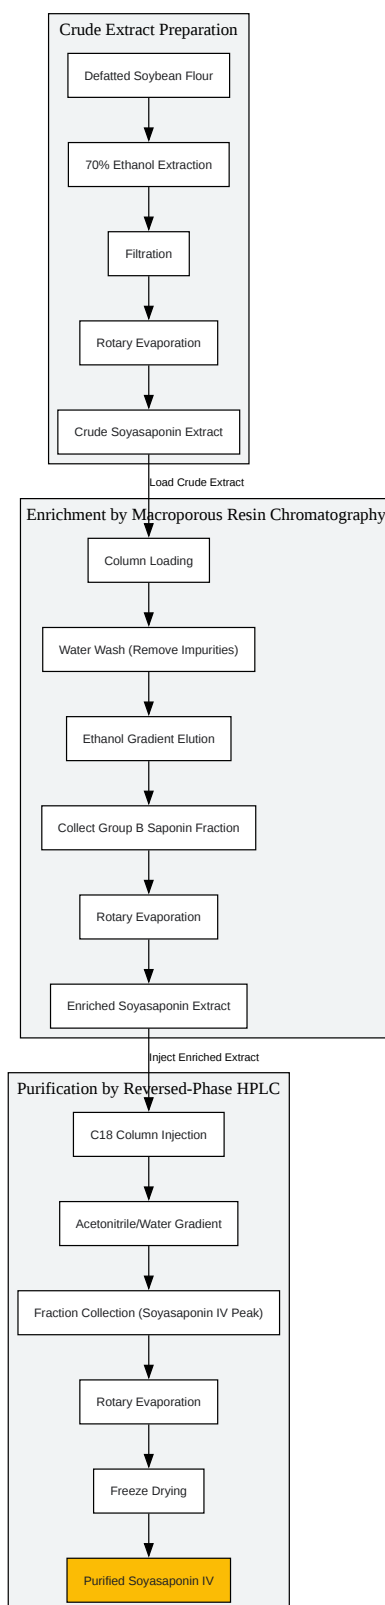 Crude Extract Preparation
Defatted Soybean Flour
70% Ethanol Extraction
Filtration
Rotary Evaporation
Crude Soyasaponin Extract
Load Crude Extract
Enrichment by Macroporous Resin Chromatography
Column Loading
Water Wash (Remove Impurities)
Ethanol Gradient Elution
Collect Group B Saponin Fraction
Rotary Evaporation
Enriched Soyasaponin Extract
Inject Enriched Extract
Purification by Reversed-Phase HPLC
C18 Column Injection
Acetonitrile/Water Gradient
Fraction Collection (Soyasaponin IV Peak)
Rotary Evaporation
Freeze Drying
Purified Soyasaponin IV